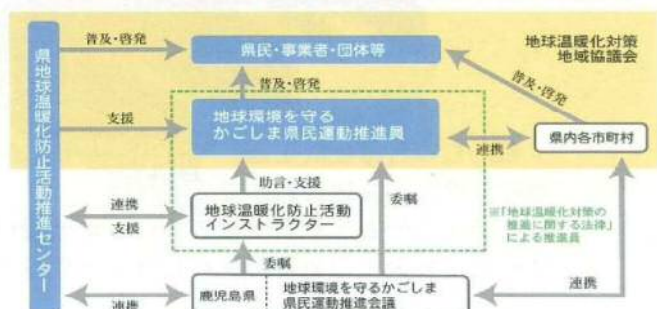 県地球温暖化防止活動推進センター
普及・啓発
県民・事業者・団体等
地球温暖化対策
地域協議会
普及・啓発
普及・啓発
支援
地球環境を守る
かごしま県民運動推進員
連携
県内各市町村
助言・支援
連携
支援
地球温暖化防止活動
インストラクター
委嘱
※「地球温暖化対策の
推進に関する法律」
による推進員
委嘱
連携
鹿児島県
地球環境を守るかごしま
県民運動推進会議
連携